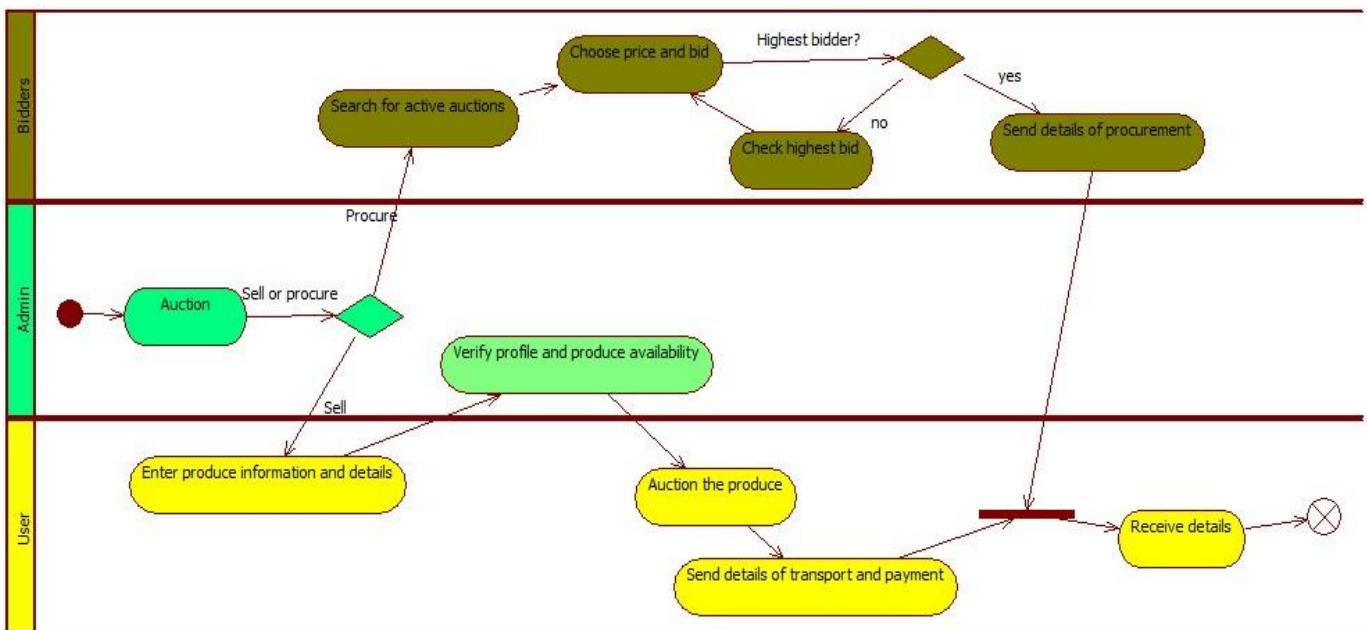 Bidders
Choose price and bid
Highest bidder?
yes
Search for active auctions
no
Send details of procurement
Check highest bid
Admin
Procure
Auction
Sell or procure
Verify profile and produce availability
Sell
User
Enter produce information and details
Auction the produce
Receive details
Send details of transport and payment